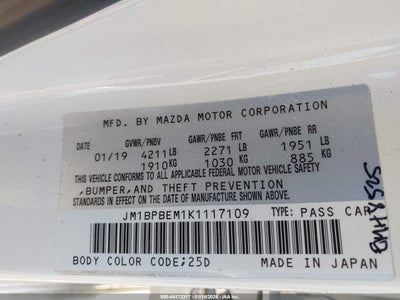 MFD. BY MAZDA MOTOR CORPORATION
DATE GVWR/PNBV GAWR/PNBE FRT GAWR/PNBE RR
01/19 4211LB 2271LB 1951LB
1910KG 1030KG 885KG
THIS VEHICLE CONFORMS TO ALL APPLICABLE FEDERAL MOTOR VEHICLE SAFETY
,BUMPER,AND THEFT PREVENTION
STANDARDS IN EFFECT ON THE DATE OF MANUFACTURE SHOWN ABOVE.
JM1BPBEM1K1117109 TYPE: PASS CAR
BODY COLOR CODE;25D MADE IN JAPAN